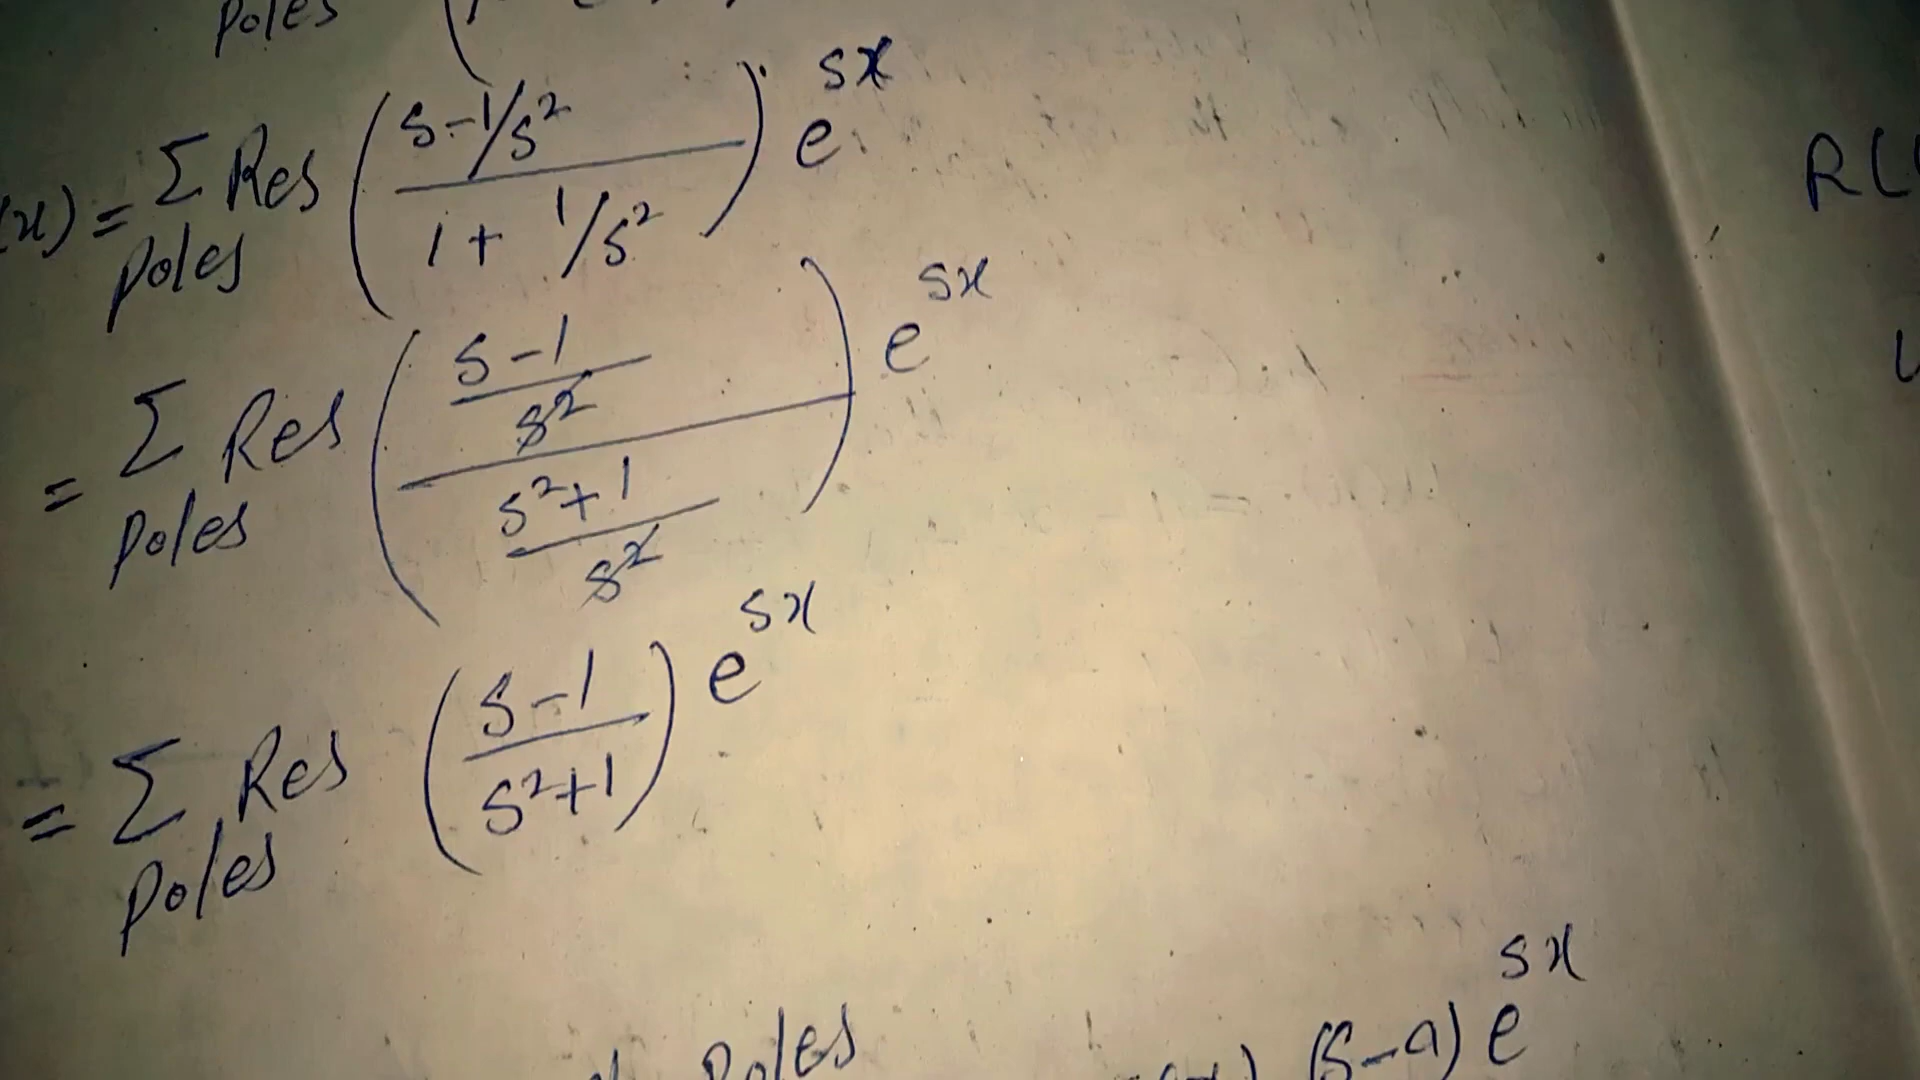 Poles
(x) = Σ Res ( (s-1/s²) / (1 + 1/s²) ) e^sx
Poles
= Σ Res ( ((s-1)/s²) / ((s²+1)/s²) ) e^sx
Poles
= Σ Res ( (s-1)/(s²+1) ) e^sx
Poles
Poles (s-a) e^sx
R(